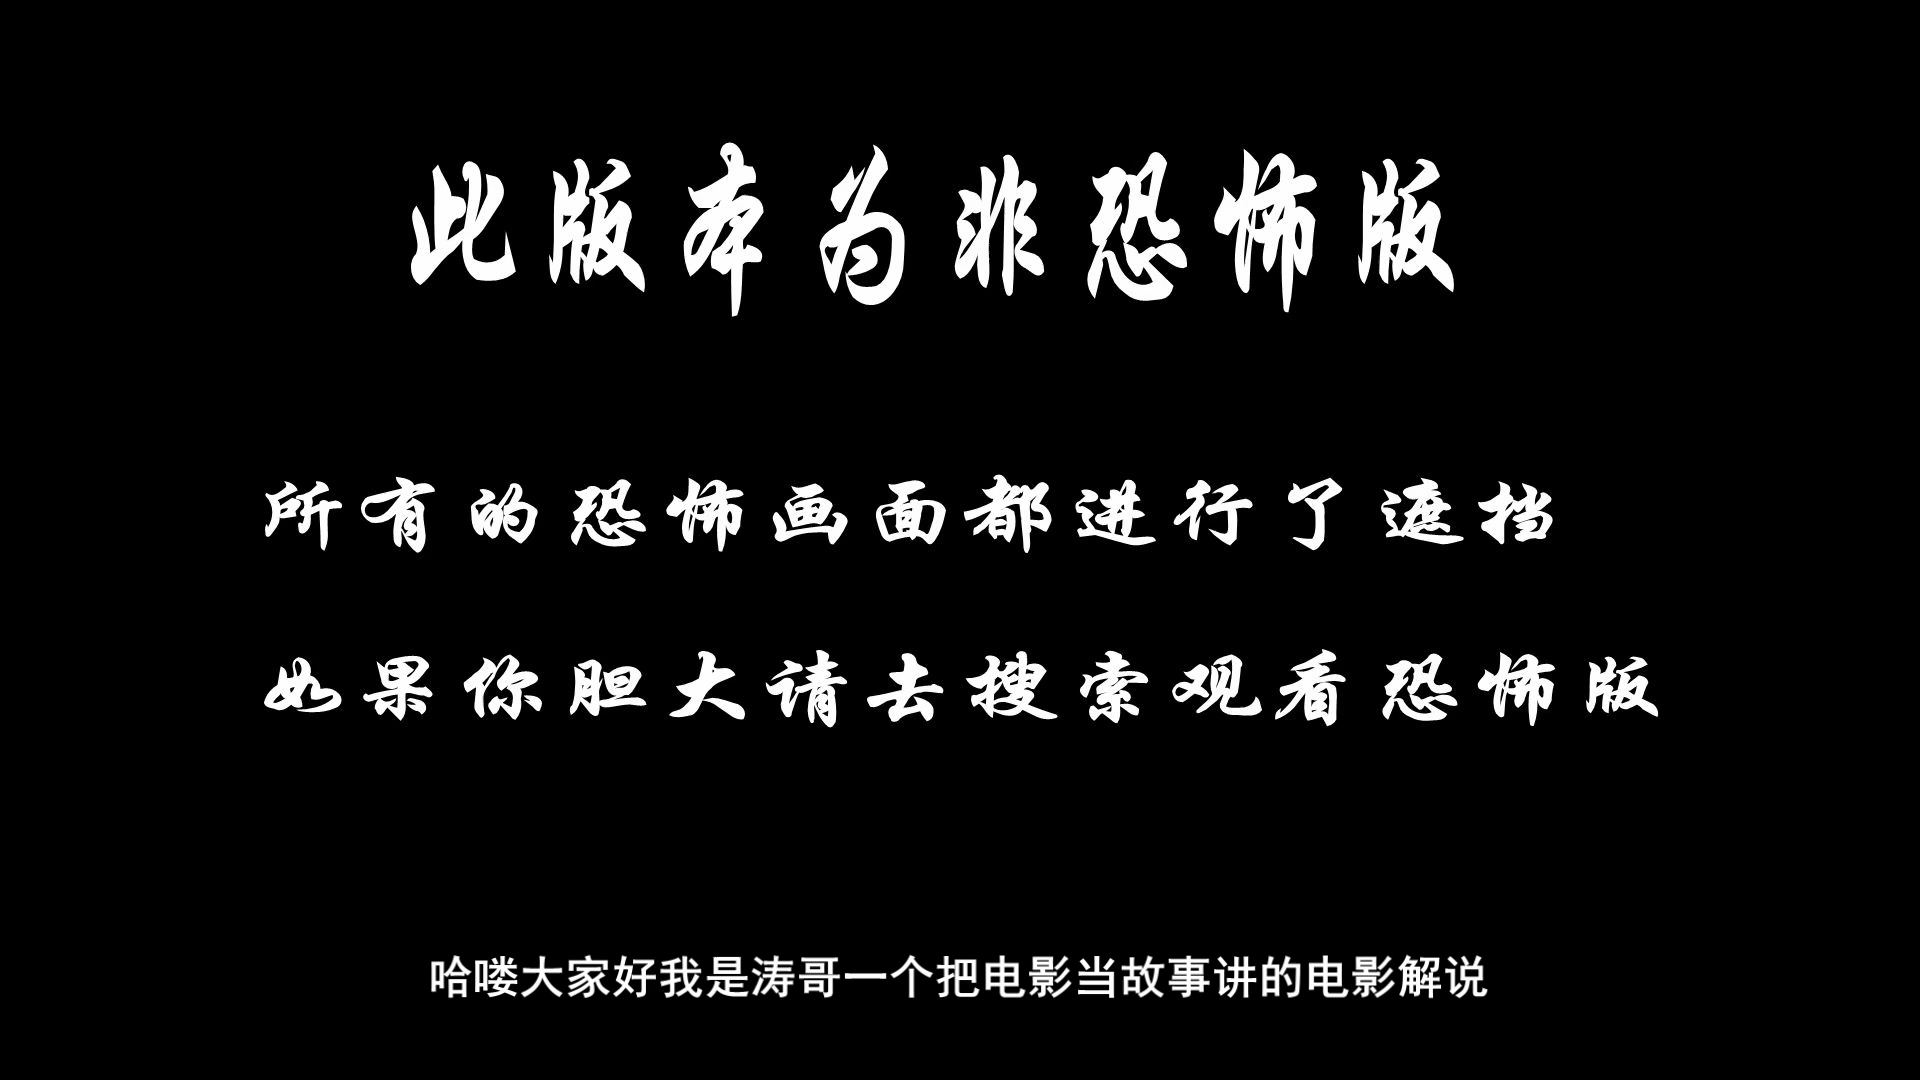 此版本为非恐怖版
所有的恐怖画面都进行了遮挡
如果你胆大请去搜索观看恐怖版
哈喽大家好我是涛哥一个把电影当故事讲的电影解说